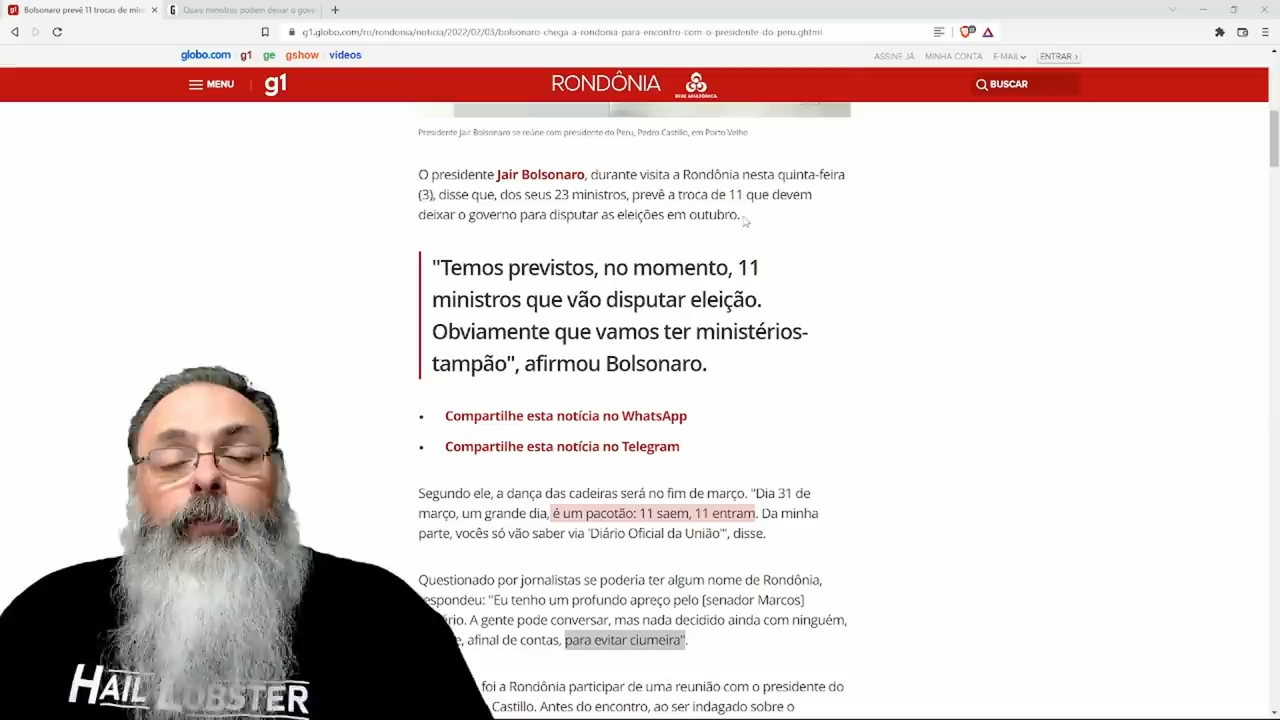 Bolsonaro prevê 11 trocas de min
Quais ministros podem deixar o gove
g1.globo.com/ro/rondonia/noticia/2022/02/03/bolsonaro-chega-a-rondonia-para-encontro-com-o-presidente-do-peru.ghtml
globo.com g1 ge gshow vídeos
ASSINE JÁ MINHA CONTA E-MAIL ENTRAR ›
MENU g1 RONDÔNIA REDE AMAZÔNICA BUSCAR
Presidente Jair Bolsonaro se reúne com presidente do Peru, Pedro Castillo, em Porto Velho
O presidente Jair Bolsonaro, durante visita a Rondônia nesta quinta-feira
(3), disse que, dos seus 23 ministros, prevê a troca de 11 que devem
deixar o governo para disputar as eleições em outubro.
"Temos previstos, no momento, 11
ministros que vão disputar eleição.
Obviamente que vamos ter ministérios-
tampão", afirmou Bolsonaro.
• Compartilhe esta notícia no WhatsApp
• Compartilhe esta notícia no Telegram
Segundo ele, a dança das cadeiras será no fim de março. "Dia 31 de
março, um grande dia, é um pacotão: 11 saem, 11 entram. Da minha
parte, vocês só vão saber via 'Diário Oficial da União'", disse.
Questionado por jornalistas se poderia ter algum nome de Rondônia,
espondeu: "Eu tenho um profundo apreço pelo [senador Marcos]
ério. A gente pode conversar, mas nada decidido ainda com ninguém,
e, afinal de contas, para evitar ciumeira".
foi a Rondônia participar de uma reunião com o presidente do
Castillo. Antes do encontro, ao ser indagado sobre o
HAIL LOBSTER